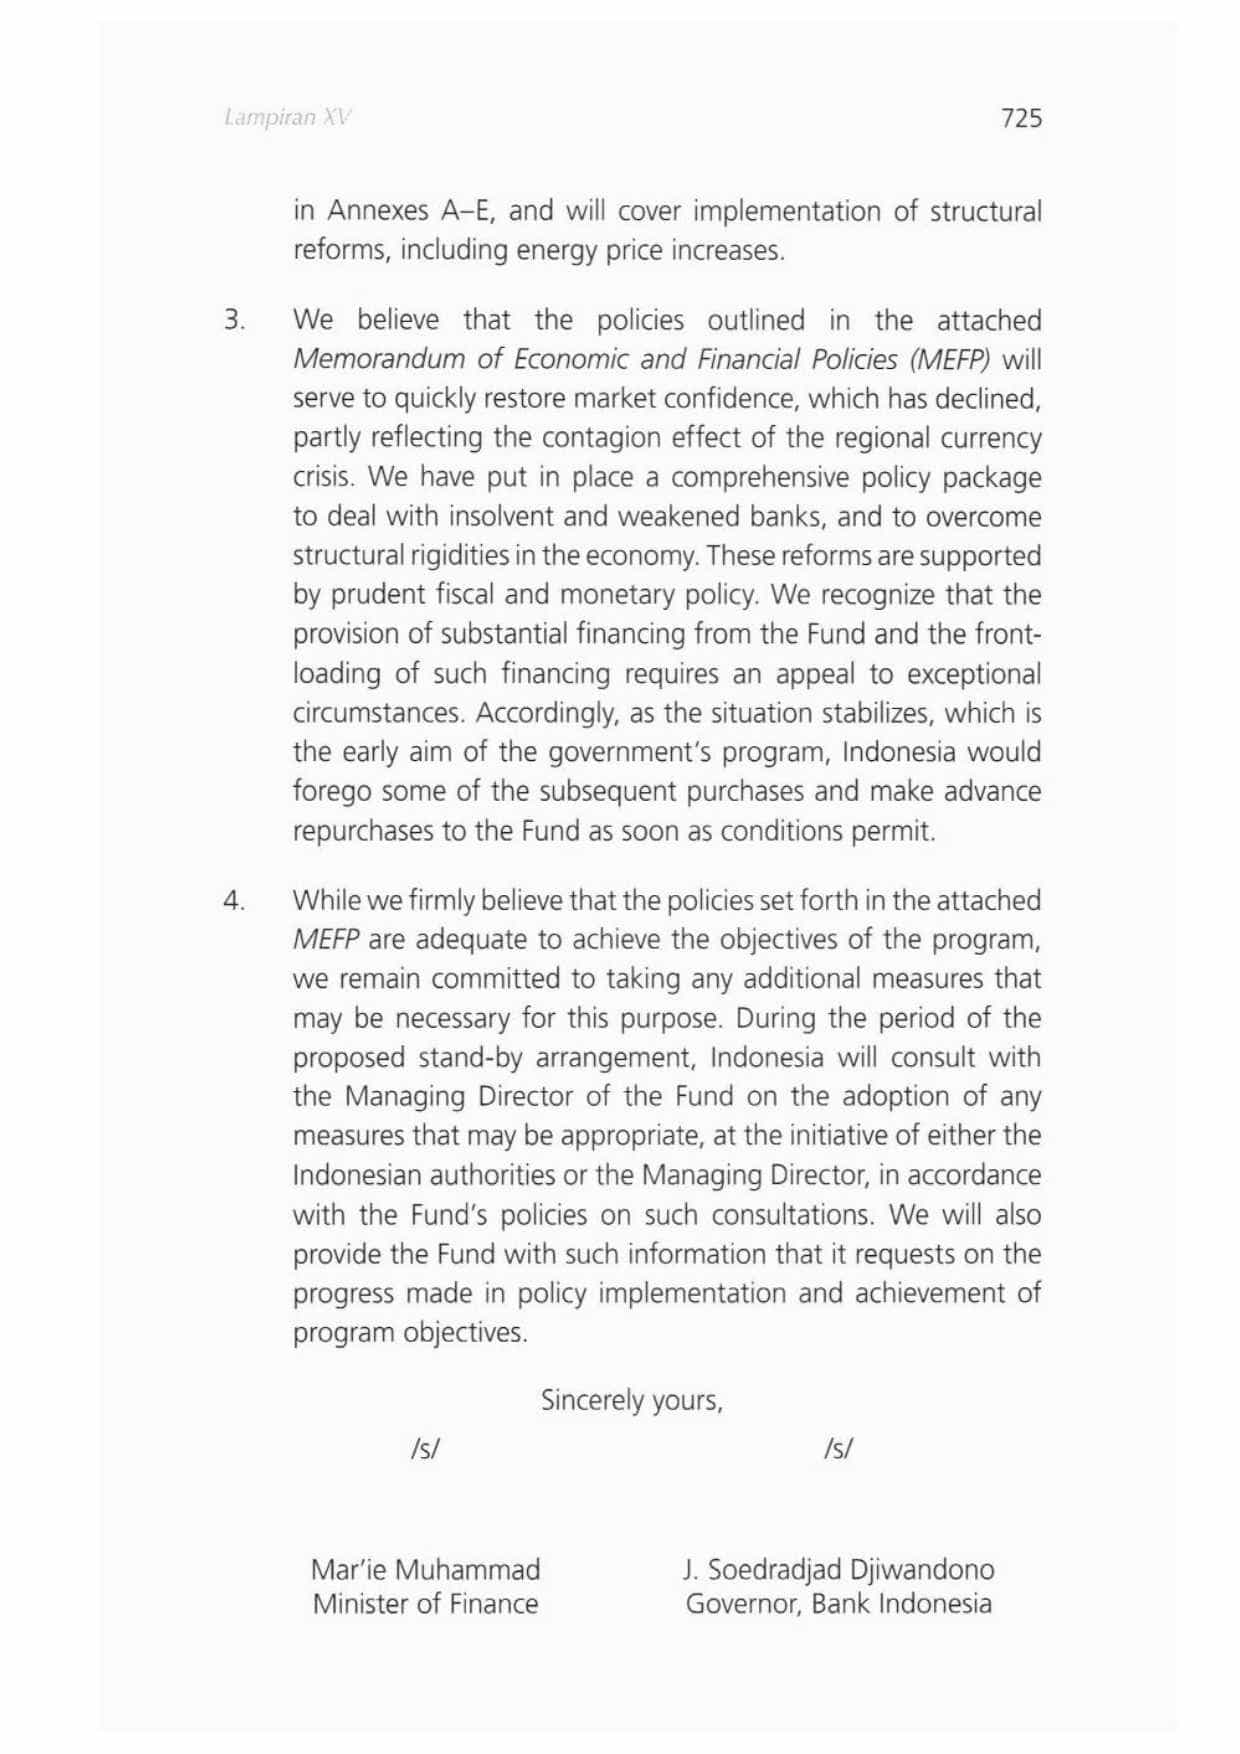 Lampiran XV
725
in Annexes A–E, and will cover implementation of structural
reforms, including energy price increases.
3. We believe that the policies outlined in the attached
Memorandum of Economic and Financial Policies (MEFP) will
serve to quickly restore market confidence, which has declined,
partly reflecting the contagion effect of the regional currency
crisis. We have put in place a comprehensive policy package
to deal with insolvent and weakened banks, and to overcome
structural rigidities in the economy. These reforms are supported
by prudent fiscal and monetary policy. We recognize that the
provision of substantial financing from the Fund and the front-
loading of such financing requires an appeal to exceptional
circumstances. Accordingly, as the situation stabilizes, which is
the early aim of the government's program, Indonesia would
forego some of the subsequent purchases and make advance
repurchases to the Fund as soon as conditions permit.
4. While we firmly believe that the policies set forth in the attached
MEFP are adequate to achieve the objectives of the program,
we remain committed to taking any additional measures that
may be necessary for this purpose. During the period of the
proposed stand-by arrangement, Indonesia will consult with
the Managing Director of the Fund on the adoption of any
measures that may be appropriate, at the initiative of either the
Indonesian authorities or the Managing Director, in accordance
with the Fund's policies on such consultations. We will also
provide the Fund with such information that it requests on the
progress made in policy implementation and achievement of
program objectives.
Sincerely yours,
/s/ /s/
Mar'ie Muhammad J. Soedradjad Djiwandono
Minister of Finance Governor, Bank Indonesia